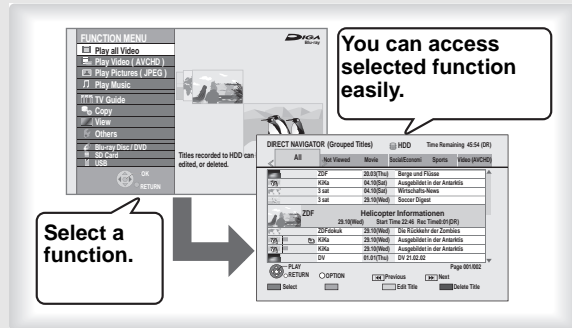 FUNCTION MENU
Play all Video
Play Video ( AVCHD )
Play Pictures ( JPEG )
Play Music
TV Guide
Copy
View
Others
Blu-ray Disc / DVD
SD Card
USB
OK
RETURN
DIGA
Blu-ray
Titles recorded to HDD can
edited, or deleted.
You can access
selected function
easily.
Select a
function.
DIRECT NAVIGATOR (Grouped Titles) HDD Time Remaining 45:54 (DR)
All Not Viewed Movie Social/Economi Sports Video (AVCHD)
ZDF 20.03(Thu) Berge und Flüsse
KiKa 04.10(Sat) Ausgebildet in der Antarktis
3 sat 04.10(Sat) Wirtschafts-News
3 sat 29.10(Wed) Soccer Digest
ZDF Helicopter Informationen
29.10(Wed) Start Time 22:46 Rec Time0:01(DR)
ZDFdokuk 29.10(Wed) Die Rückkehr der Zombies
KiKa 29.10(Wed) Ausgebildet in der Antarktis
KiKa 29.10(Wed) Ausgebildet in der Antarktis
DV 01.01(Thu) DV 21.02.02
Page 001/002
PLAY
RETURN OPTION Previous Next
Select Edit Title Delete Title